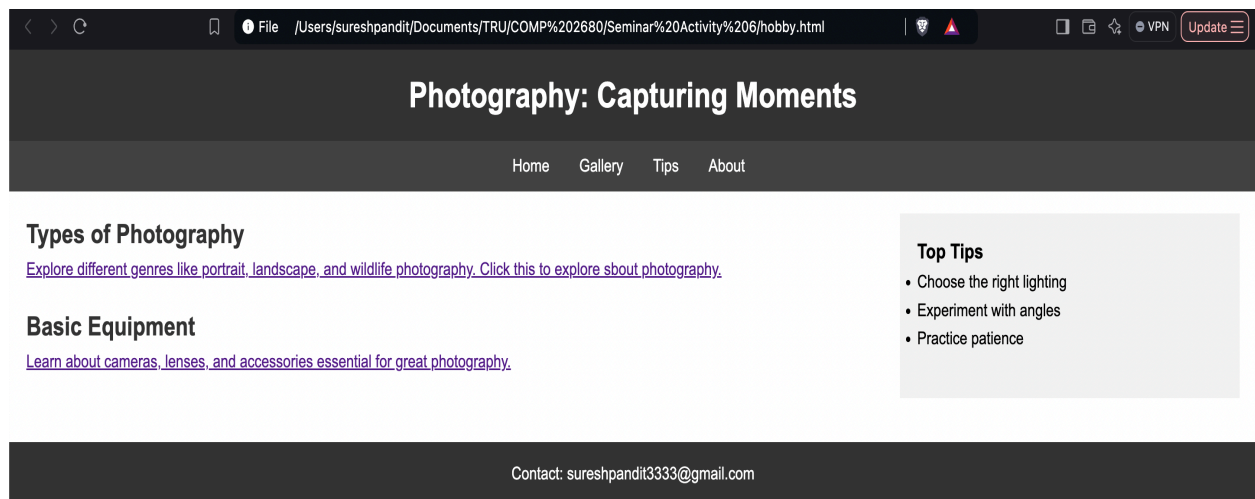 File /Users/sureshpandit/Documents/TRU/COMP%202680/Seminar%20Activity%206/hobby.html
VPN
Update
Photography: Capturing Moments
Home Gallery Tips About
Types of Photography
Explore different genres like portrait, landscape, and wildlife photography. Click this to explore sbout photography.
Basic Equipment
Learn about cameras, lenses, and accessories essential for great photography.
Top Tips
• Choose the right lighting
• Experiment with angles
• Practice patience
Contact: sureshpandit3333@gmail.com